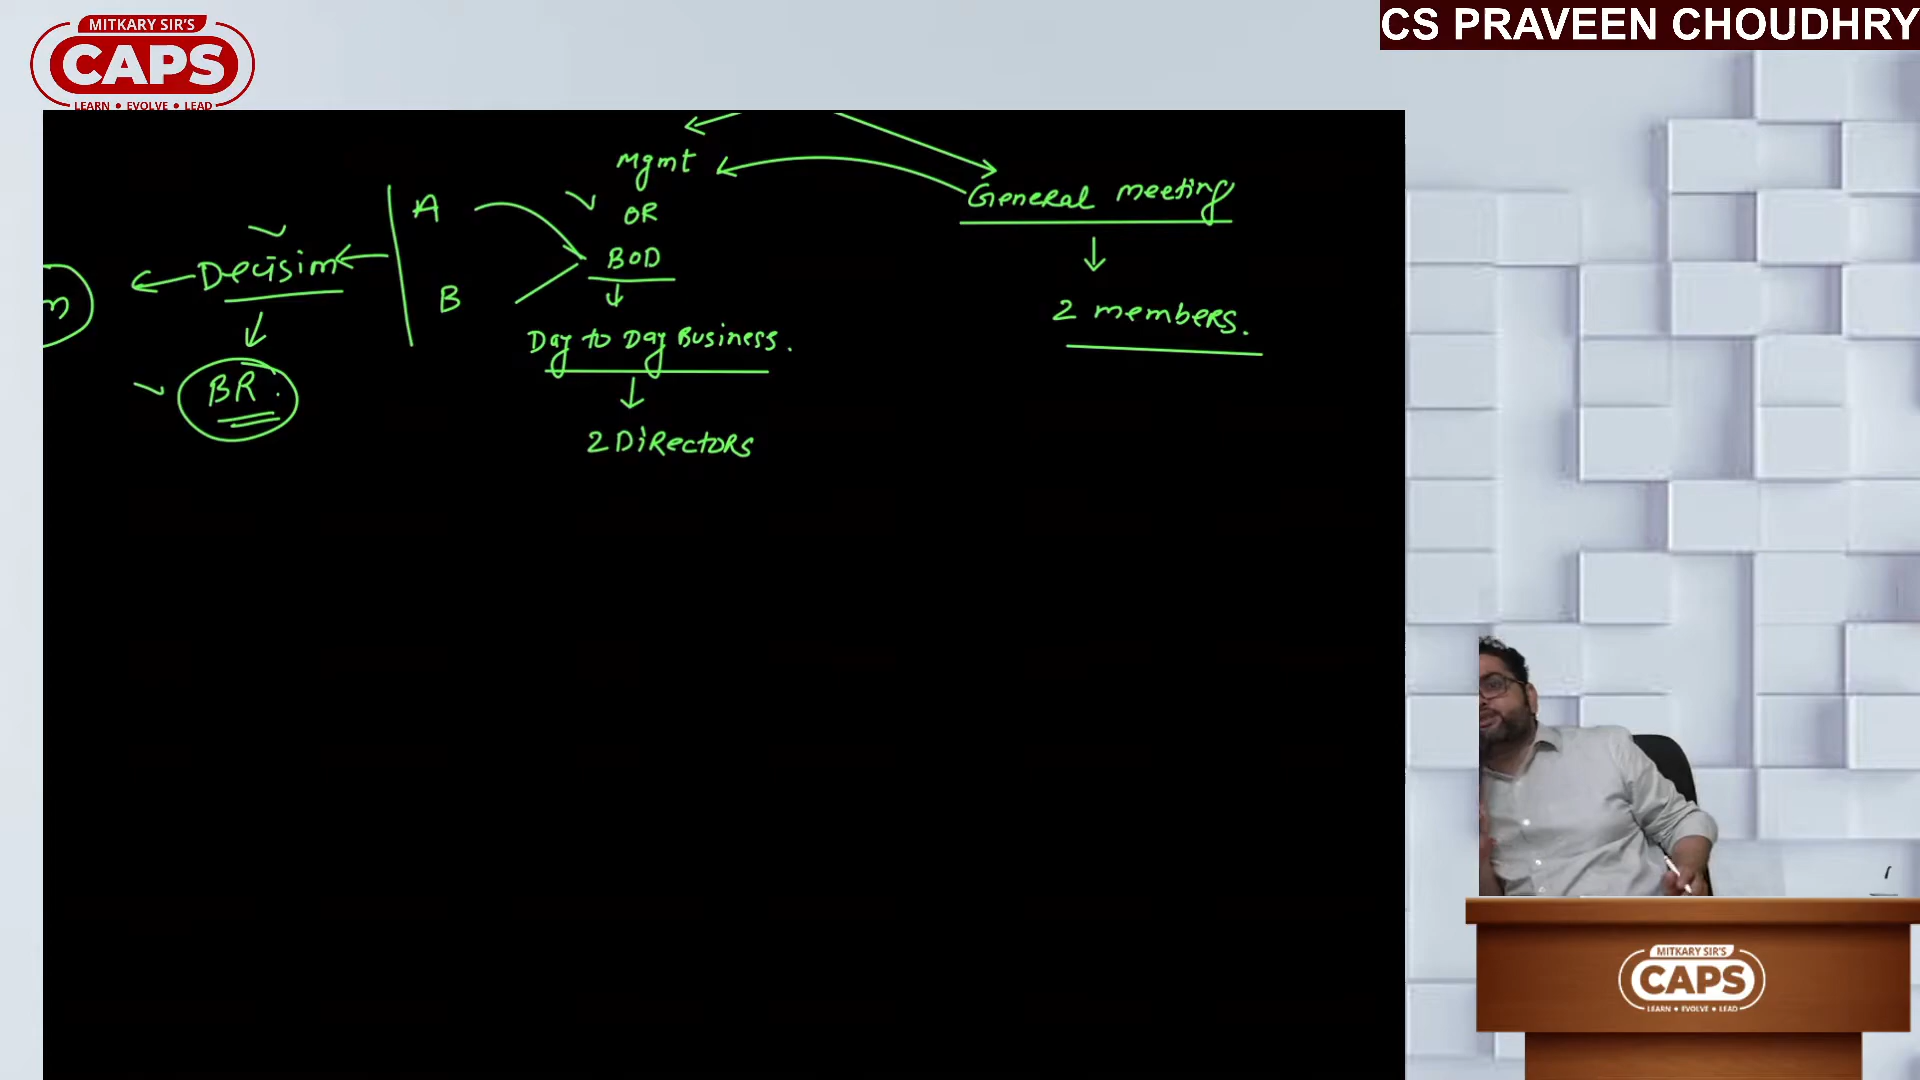 MITKARY SIR'S
CAPS
LEARN • EVOLVE • LEAD
CS PRAVEEN CHOUDHRY
Mgmt
OR
BOD
Day to Day Business.
2 Directors
General meeting
2 members.
A
B
Decision
BR.
MITKARY SIR'S
CAPS
LEARN • EVOLVE • LEAD